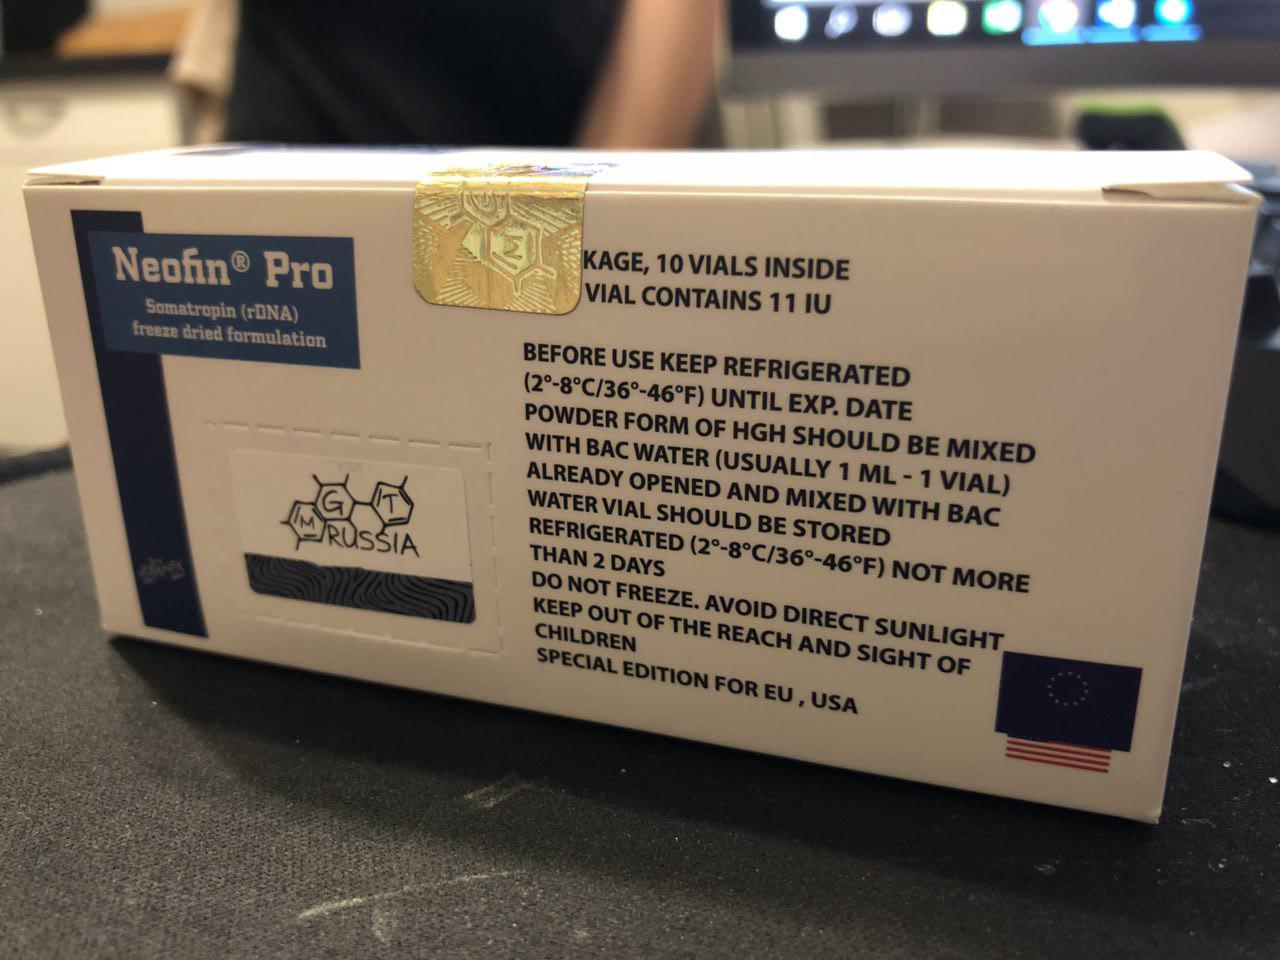 Neofin® Pro
Somatropin (rDNA)
freeze dried formulation
KAGE, 10 VIALS INSIDE
VIAL CONTAINS 11 IU
BEFORE USE KEEP REFRIGERATED
(2°-8°C/36°-46°F) UNTIL EXP. DATE
POWDER FORM OF HGH SHOULD BE MIXED
WITH BAC WATER (USUALLY 1 ML - 1 VIAL)
ALREADY OPENED AND MIXED WITH BAC
WATER VIAL SHOULD BE STORED
REFRIGERATED (2°-8°C/36°-46°F) NOT MORE
THAN 2 DAYS
DO NOT FREEZE. AVOID DIRECT SUNLIGHT
KEEP OUT OF THE REACH AND SIGHT OF
CHILDREN
SPECIAL EDITION FOR EU , USA
M G T
RUSSIA